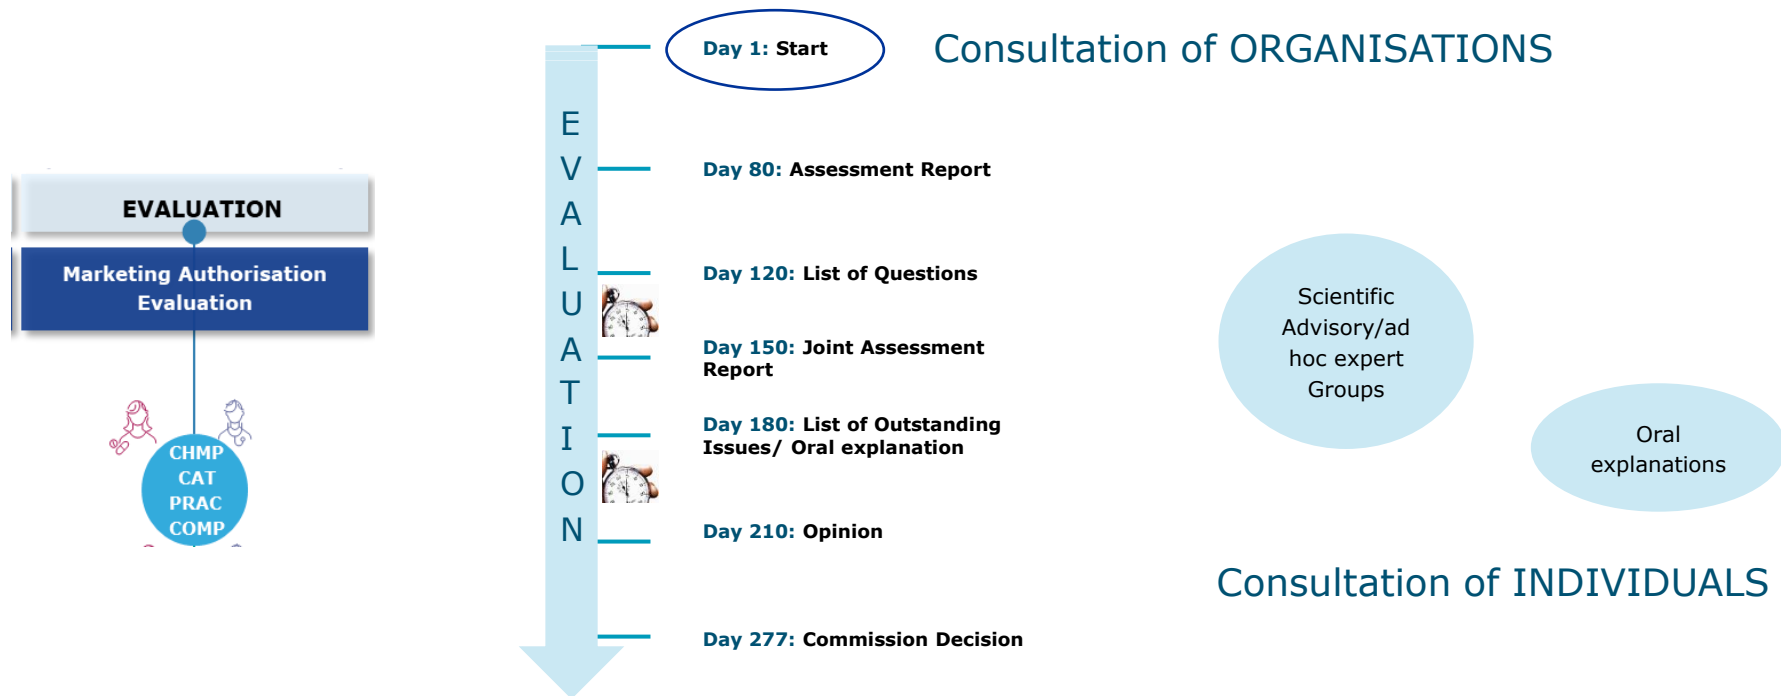 EVALUATION
Marketing Authorisation
Evaluation
CHMP
CAT
PRAC
COMP
E
V
A
L
U
A
T
I
O
N
Day 1: Start
Consultation of ORGANISATIONS
Day 80: Assessment Report
Day 120: List of Questions
Day 150: Joint Assessment
Report
Day 180: List of Outstanding
Issues/ Oral explanation
Day 210: Opinion
Day 277: Commission Decision
Scientific
Advisory/ad
hoc expert
Groups
Oral
explanations
Consultation of INDIVIDUALS